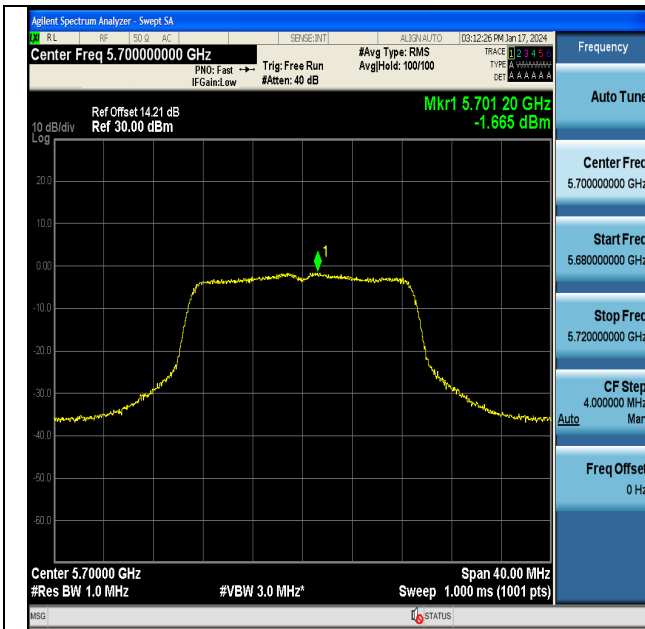 Agilent Spectrum Analyzer - Swept SA
LXI RL RF 50 Ω AC SENSE:INT ALIGN AUTO 03:12:26 PM Jan 17, 2024
Center Freq 5.700000000 GHz #Avg Type: RMS TRACE 1 2 3 4 5 6
PNO: Fast Trig: Free Run Avg|Hold: 100/100 TYPE A
IFGain:Low #Atten: 40 dB DET A A A A A A
Mkr1 5.701 20 GHz
Ref Offset 14.21 dB
10 dB/div Ref 30.00 dBm -1.665 dBm
Log
20.0
10.0
1
0.00
-10.0
-20.0
-30.0
-40.0
-50.0
-60.0
Center 5.70000 GHz Span 40.00 MHz
#Res BW 1.0 MHz #VBW 3.0 MHz* Sweep 1.000 ms (1001 pts)
MSG STATUS
Frequency
Auto Tune
Center Freq
5.700000000 GHz
Start Freq
5.680000000 GHz
Stop Freq
5.720000000 GHz
CF Step
4.000000 MHz
Auto Man
Freq Offset
0 Hz